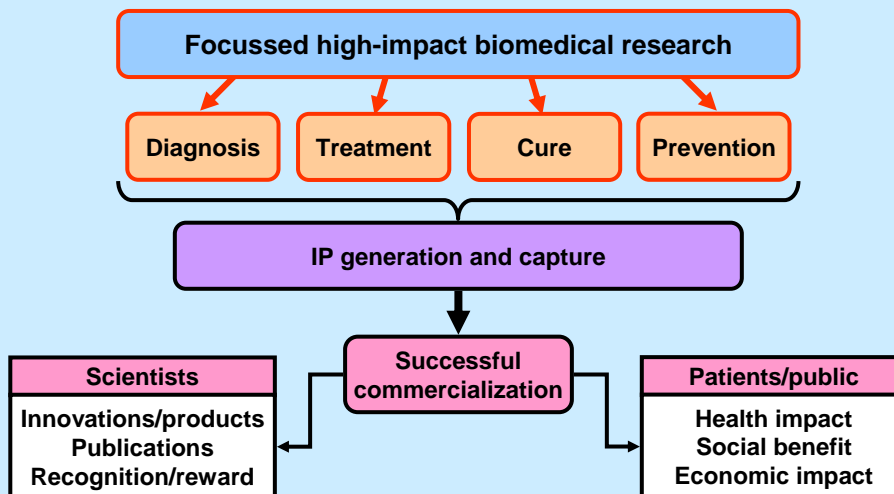 Focussed high-impact biomedical research
Diagnosis
Treatment
Cure
Prevention
IP generation and capture
Successful
commercialization
Scientists
Innovations/products
Publications
Recognition/reward
Patients/public
Health impact
Social benefit
Economic impact